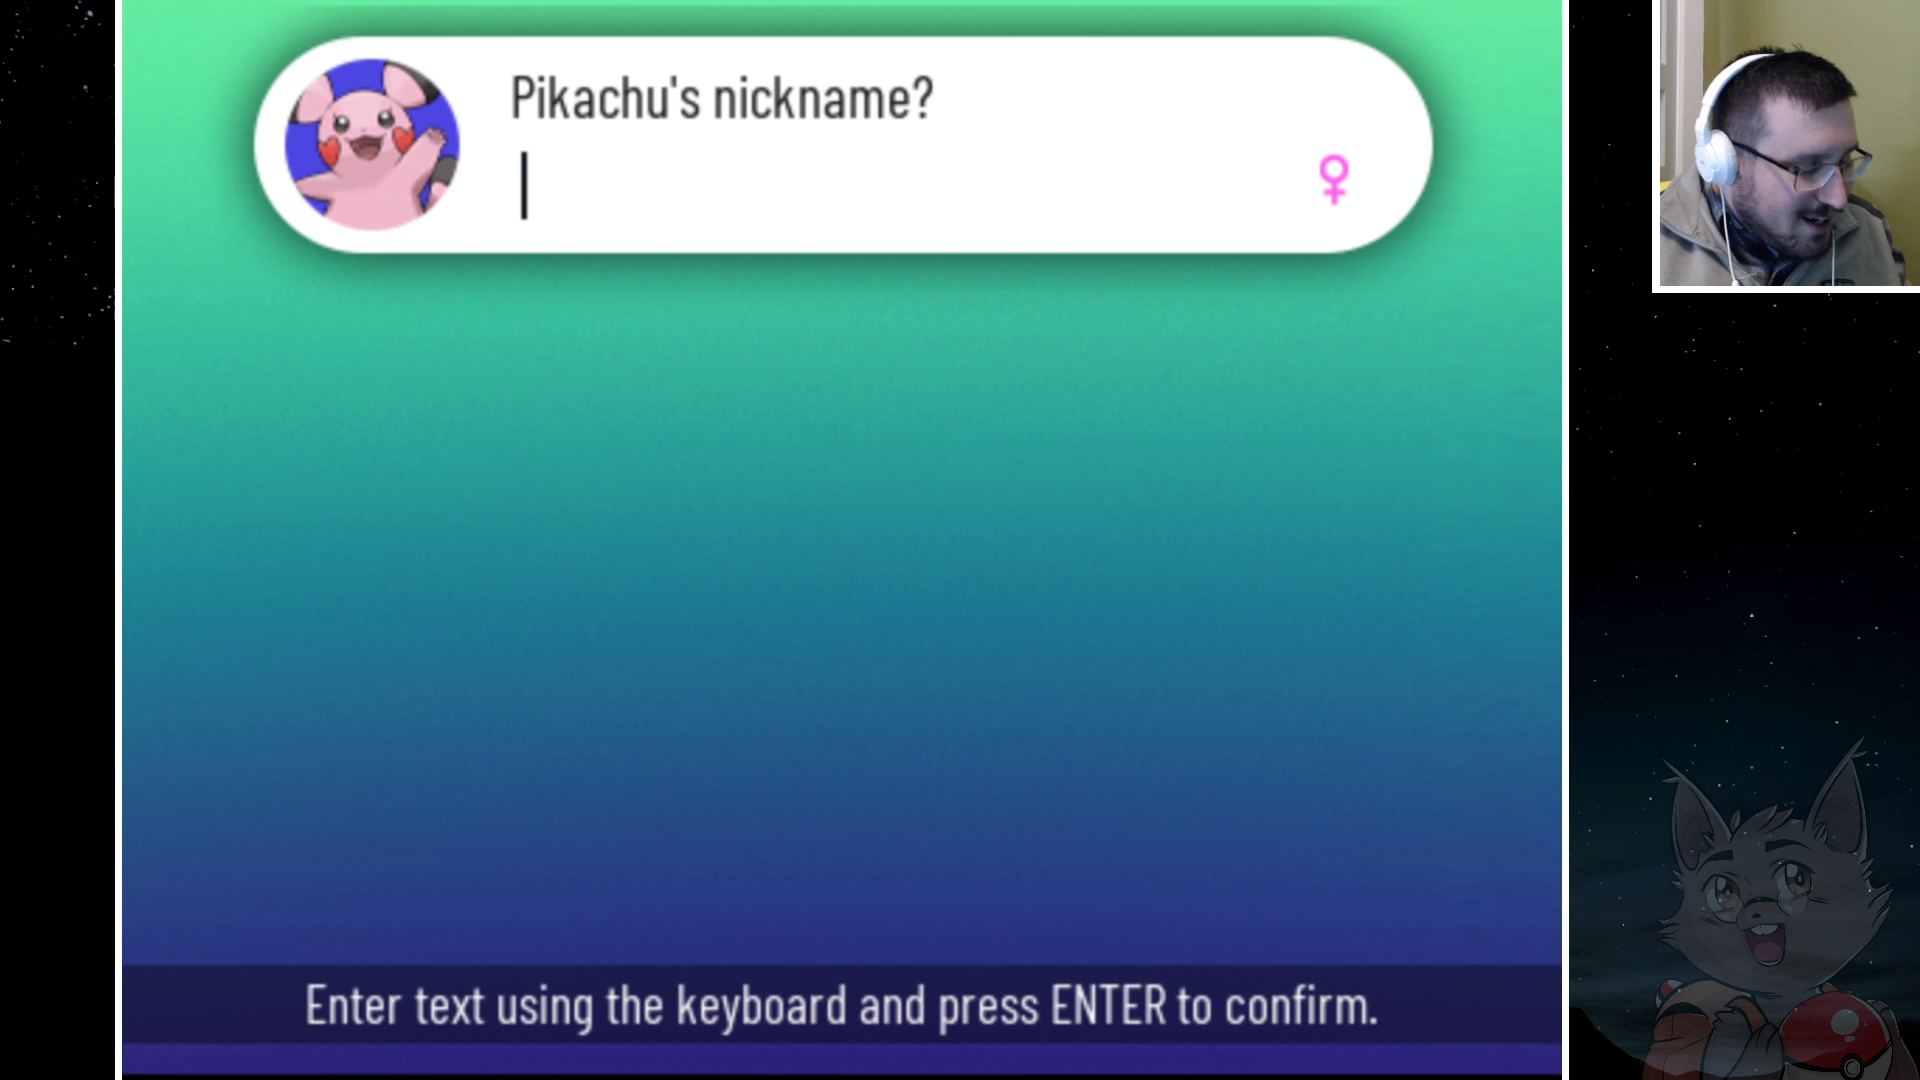 Pikachu's nickname?
♀
Enter text using the keyboard and press ENTER to confirm.